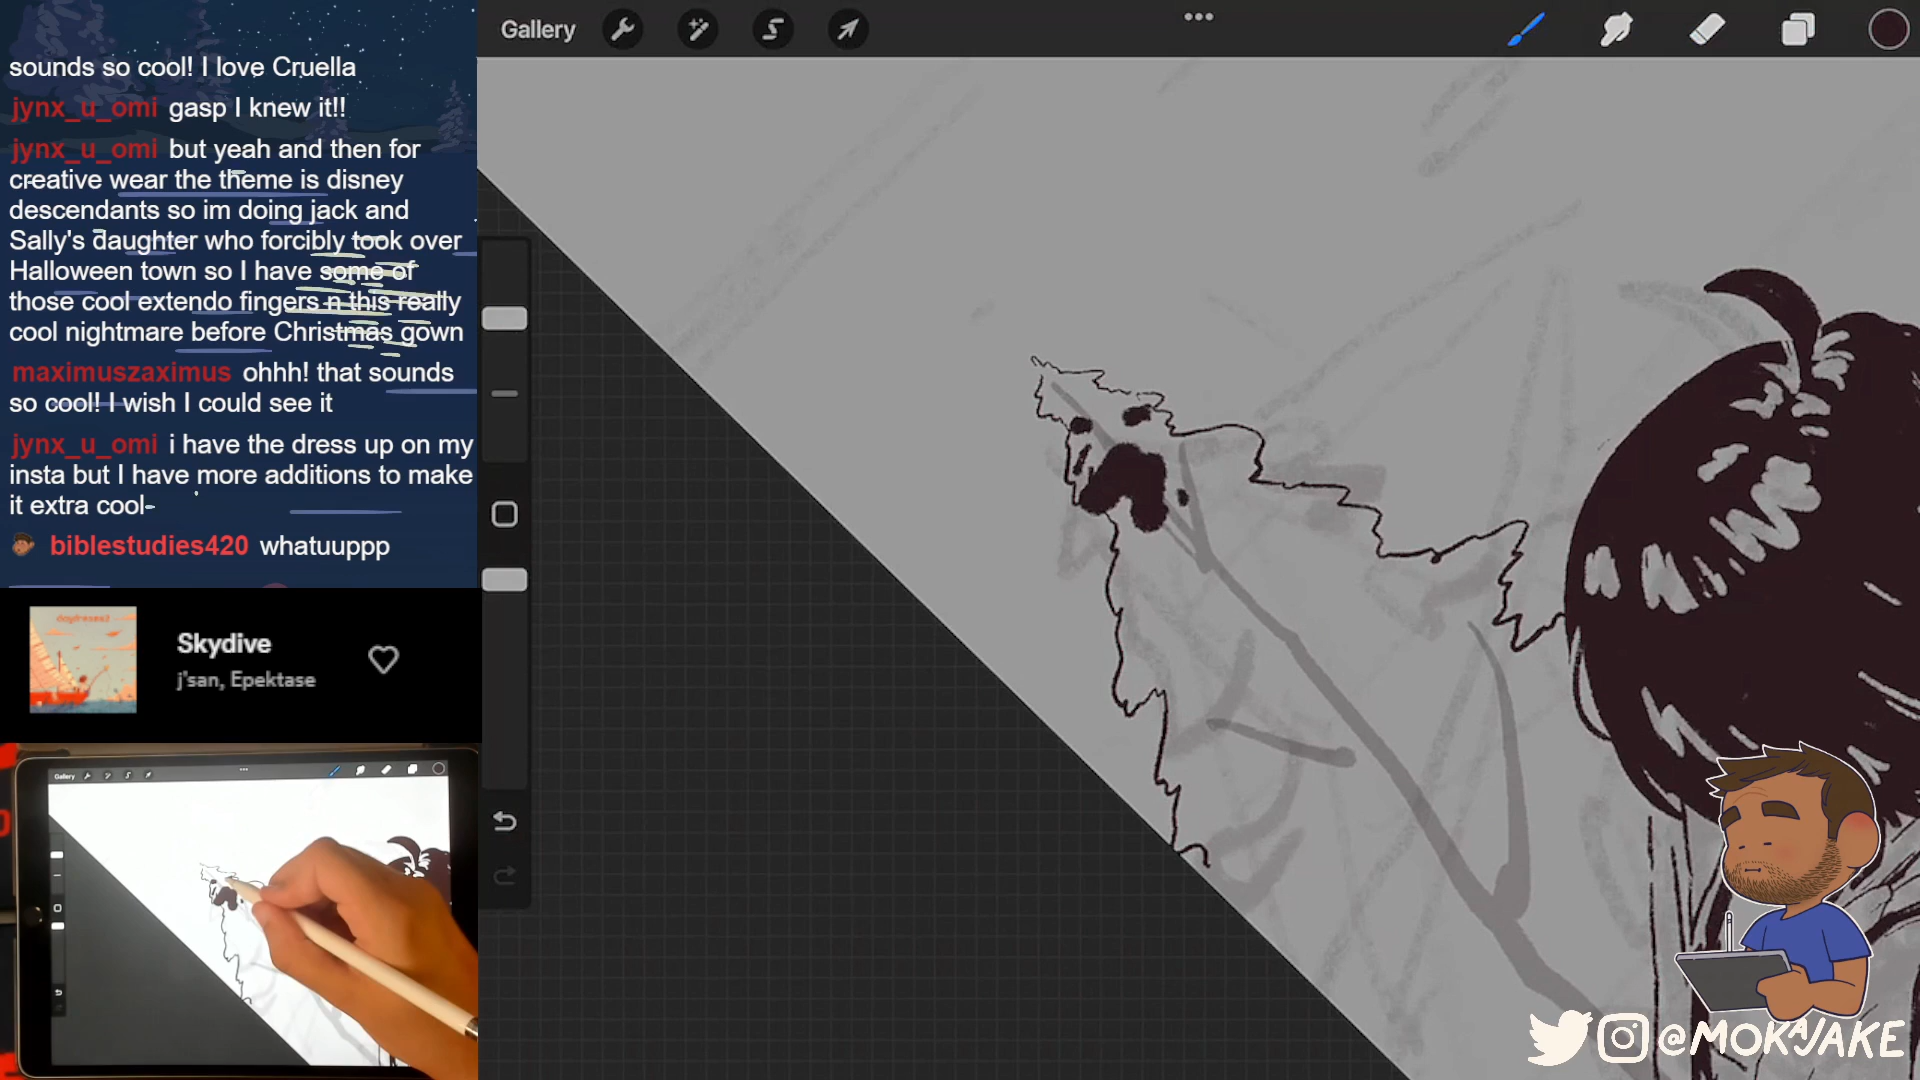 sounds so cool! I love Cruella
jynx_u_omi gasp I knew it!!
jynx_u_omi but yeah and then for
creative wear the theme is disney
descendants so im doing jack and
Sally's daughter who forcibly took over
Halloween town so I have some of
those cool extendo fingers n this really
cool nightmare before Christmas gown
maximuszaximus ohhh! that sounds
so cool! I wish I could see it
jynx_u_omi i have the dress up on my
insta but I have more additions to make
it extra cool
biblestudies420 whatuuppp
Skydive
j'san, Epektase
Gallery
Gallery
@MOKAJAKE